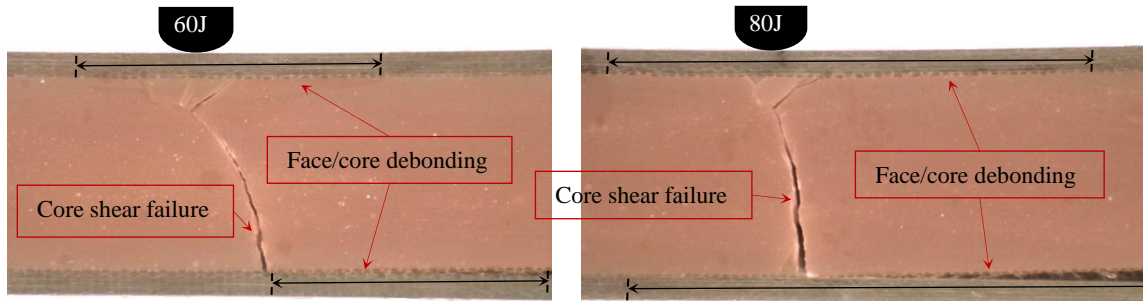 60J
80J
Face/core debonding
Face/core debonding
Core shear failure
Core shear failure